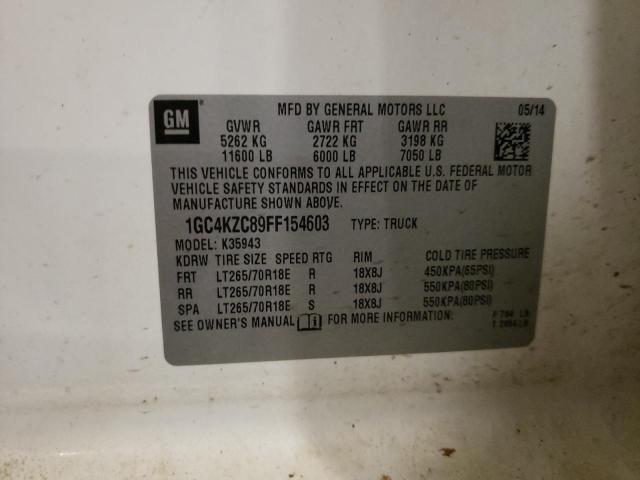 GM
MFD BY GENERAL MOTORS LLC 05/14
GVWR GAWR FRT GAWR RR
5262 KG 2722 KG 3198 KG
11600 LB 6000 LB 7050 LB
THIS VEHICLE CONFORMS TO ALL APPLICABLE U.S. FEDERAL MOTOR
VEHICLE SAFETY STANDARDS IN EFFECT ON THE DATE OF
MANUFACTURE SHOWN ABOVE.
1GC4KZC89FF154603 TYPE: TRUCK
MODEL: K35943
KDRW TIRE SIZE SPEED RTG RIM COLD TIRE PRESSURE
FRT LT265/70R18E R 18X8J 450KPA(65PSI)
RR LT265/70R18E R 18X8J 550KPA(80PSI)
SPA LT265/70R18E S 18X8J 550KPA(80PSI)
SEE OWNER'S MANUAL FOR MORE INFORMATION.
F 784 LB
T LB